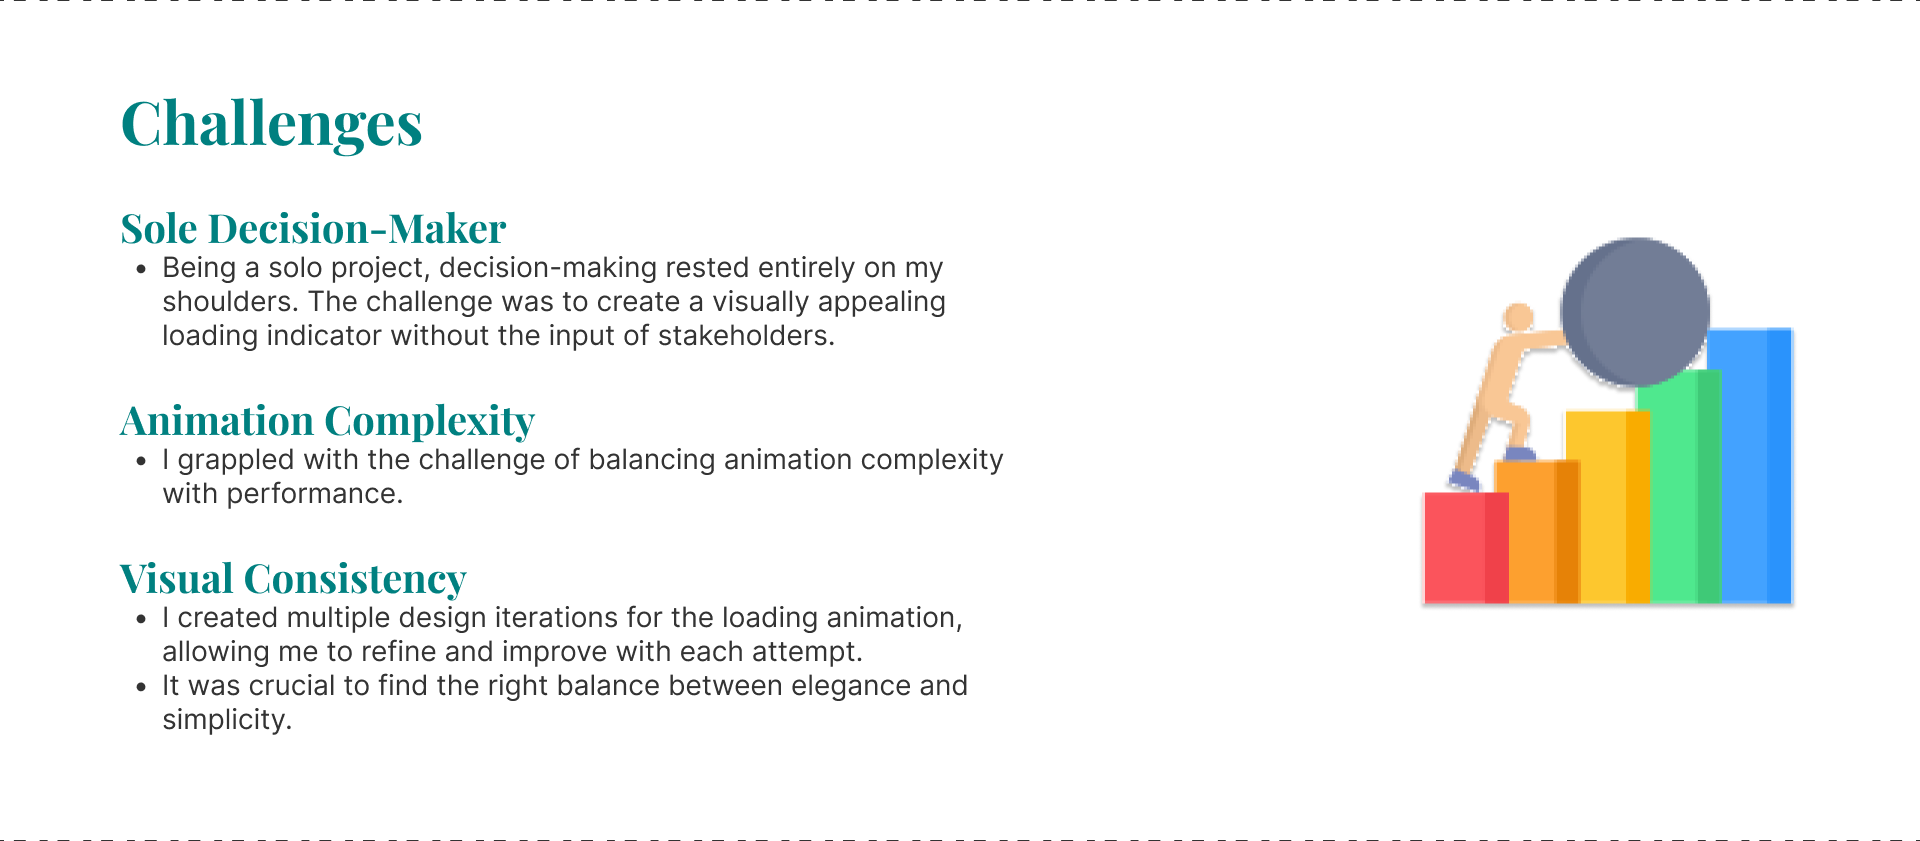 Challenges
Sole Decision-Maker
• Being a solo project, decision-making rested entirely on my
shoulders. The challenge was to create a visually appealing
loading indicator without the input of stakeholders.
Animation Complexity
• I grappled with the challenge of balancing animation complexity
with performance.
Visual Consistency
• I created multiple design iterations for the loading animation,
allowing me to refine and improve with each attempt.
• It was crucial to find the right balance between elegance and
simplicity.